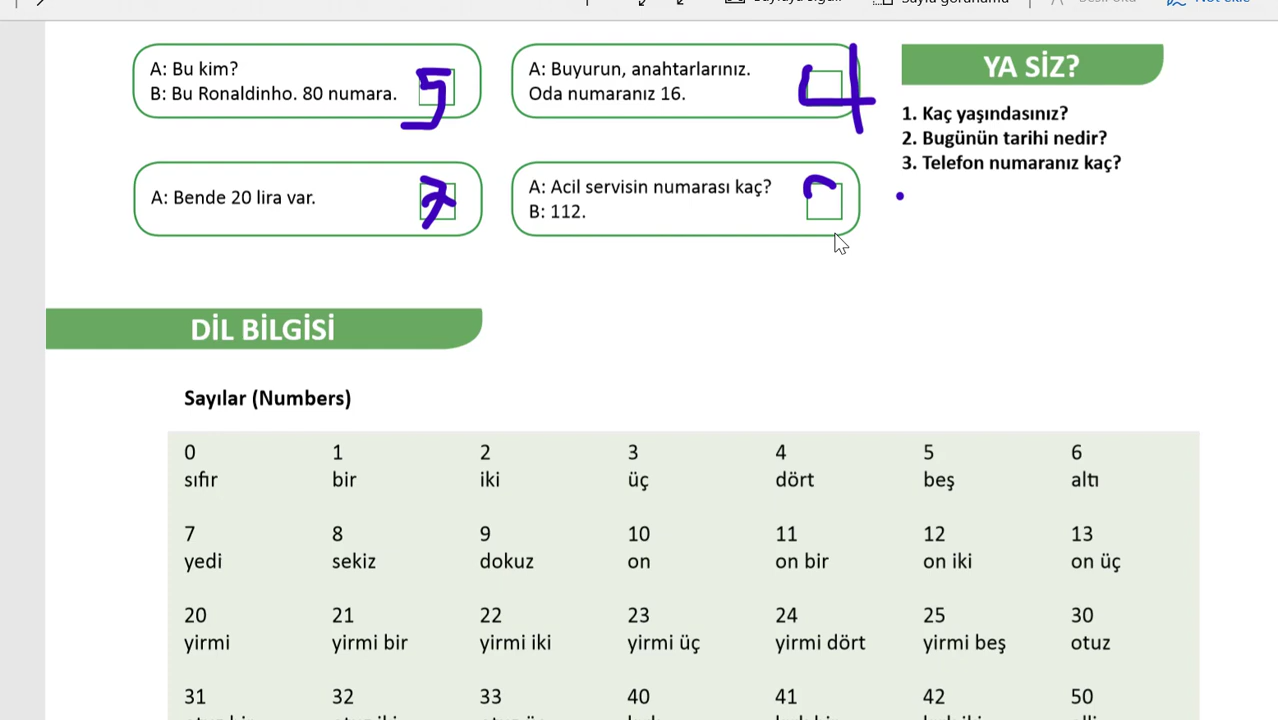 A: Bu kim?
B: Bu Ronaldinho. 80 numara.
5
A: Buyurun, anahtarlarınız.
Oda numaranız 16.
4
YA SİZ?
1. Kaç yaşındasınız?
2. Bugünün tarihi nedir?
3. Telefon numaranız kaç?
A: Bende 20 lira var.
7
A: Acil servisin numarası kaç?
B: 112.
DİL BİLGİSİ
Sayılar (Numbers)
0 1 2 3 4 5 6
sıfır bir iki üç dört beş altı
7 8 9 10 11 12 13
yedi sekiz dokuz on on bir on iki on üç
20 21 22 23 24 25 30
yirmi yirmi bir yirmi iki yirmi üç yirmi dört yirmi beş otuz
31 32 33 40 41 42 50